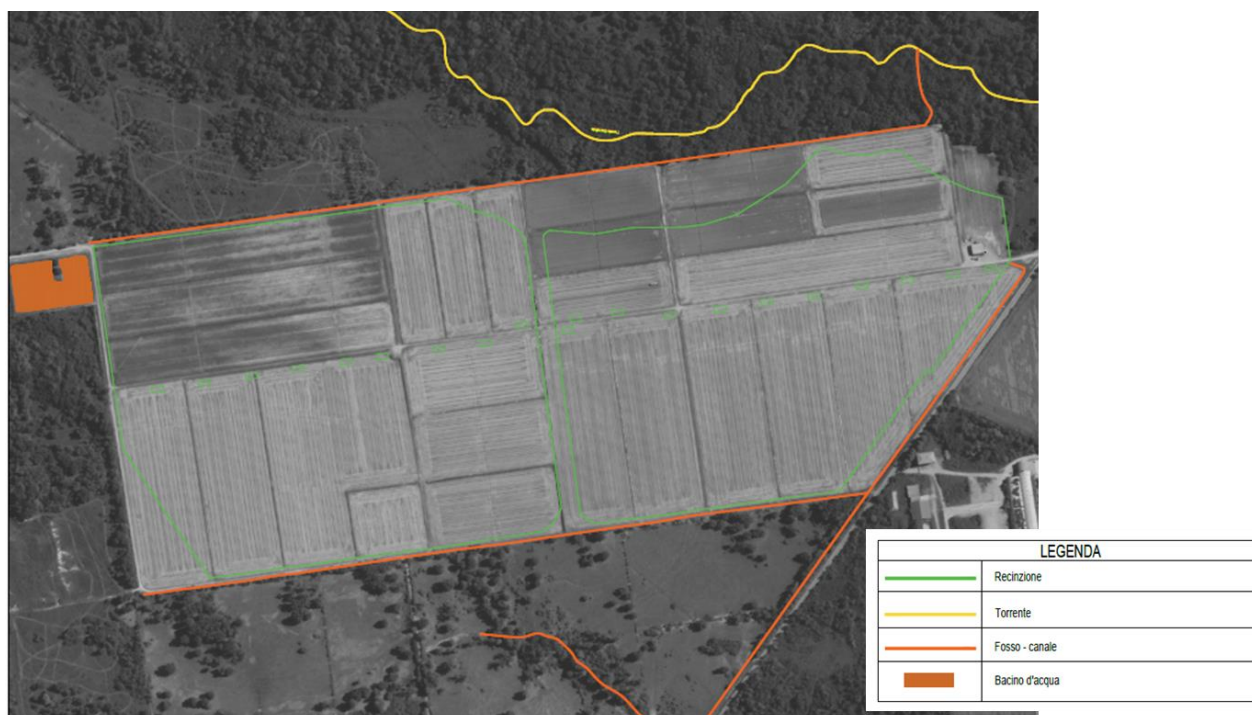 LEGENDA
Recinzione
Torrente
Fosso - canale
Bacino d'acqua